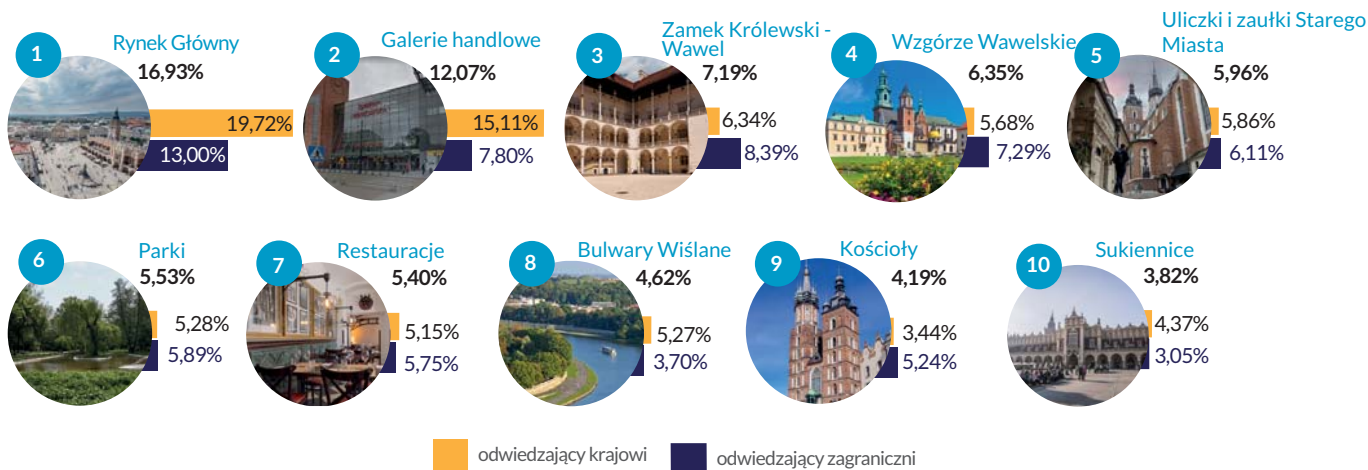 1
Rynek Główny
16,93%
19,72%
13,00%
2
Galerie handlowe
12,07%
15,11%
7,80%
3
Zamek Królewski -
Wawel
7,19%
6,34%
8,39%
4
Wzgórze Wawelskie
6,35%
5,68%
7,29%
5
Uliczki i zaułki Starego
Miasta
5,96%
5,86%
6,11%
6
Parki
5,53%
5,28%
5,89%
7
Restauracje
5,40%
5,15%
5,75%
8
Bulwary Wiślane
4,62%
5,27%
3,70%
9
Kościoły
4,19%
3,44%
5,24%
10
Sukiennice
3,82%
4,37%
3,05%
odwiedzający krajowi
odwiedzający zagraniczni